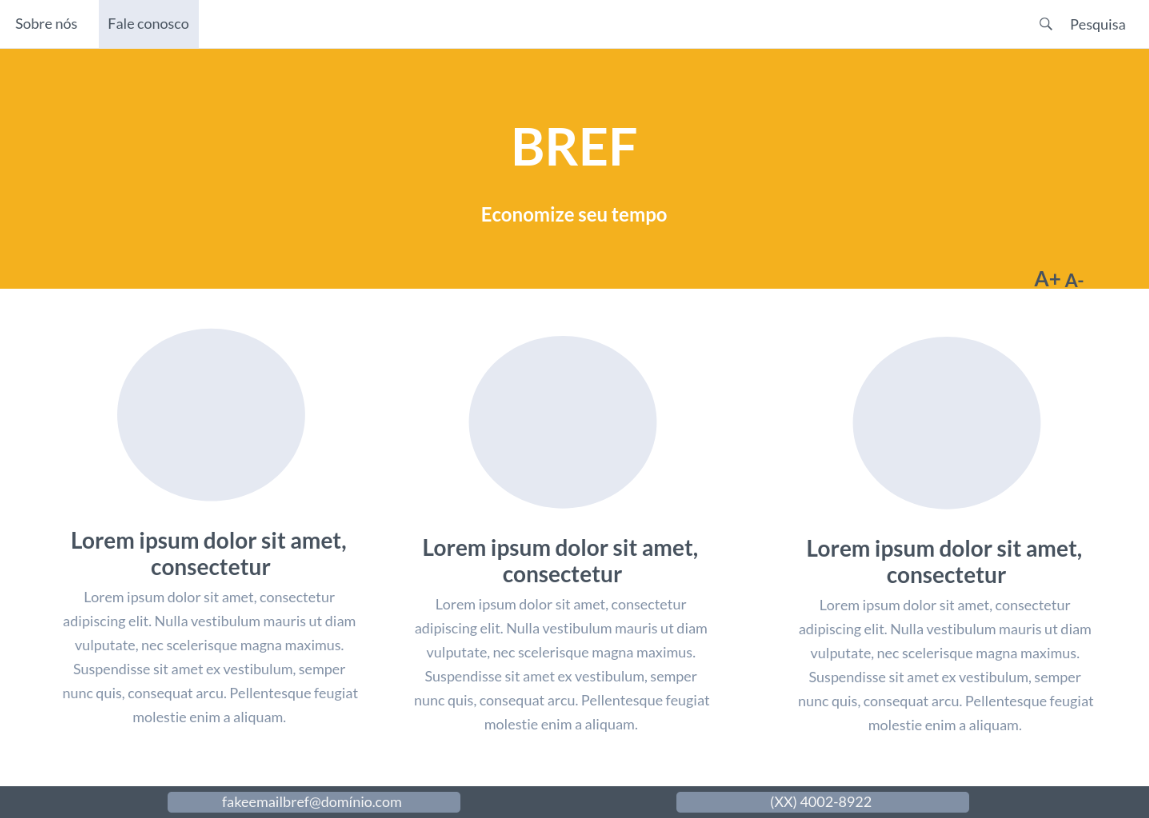 Sobre nós
Fale conosco
Pesquisa
BREF
Economize seu tempo
A+ A-
Lorem ipsum dolor sit amet,
consectetur
Lorem ipsum dolor sit amet, consectetur
adipiscing elit. Nulla vestibulum mauris ut diam
vulputate, nec scelerisque magna maximus.
Suspendisse sit amet ex vestibulum, semper
nunc quis, consequat arcu. Pellentesque feugiat
molestie enim a aliquam.
Lorem ipsum dolor sit amet,
consectetur
Lorem ipsum dolor sit amet, consectetur
adipiscing elit. Nulla vestibulum mauris ut diam
vulputate, nec scelerisque magna maximus.
Suspendisse sit amet ex vestibulum, semper
nunc quis, consequat arcu. Pellentesque feugiat
molestie enim a aliquam.
Lorem ipsum dolor sit amet,
consectetur
Lorem ipsum dolor sit amet, consectetur
adipiscing elit. Nulla vestibulum mauris ut diam
vulputate, nec scelerisque magna maximus.
Suspendisse sit amet ex vestibulum, semper
nunc quis, consequat arcu. Pellentesque feugiat
molestie enim a aliquam.
fakeemailbref@domínio.com
(XX) 4002-8922